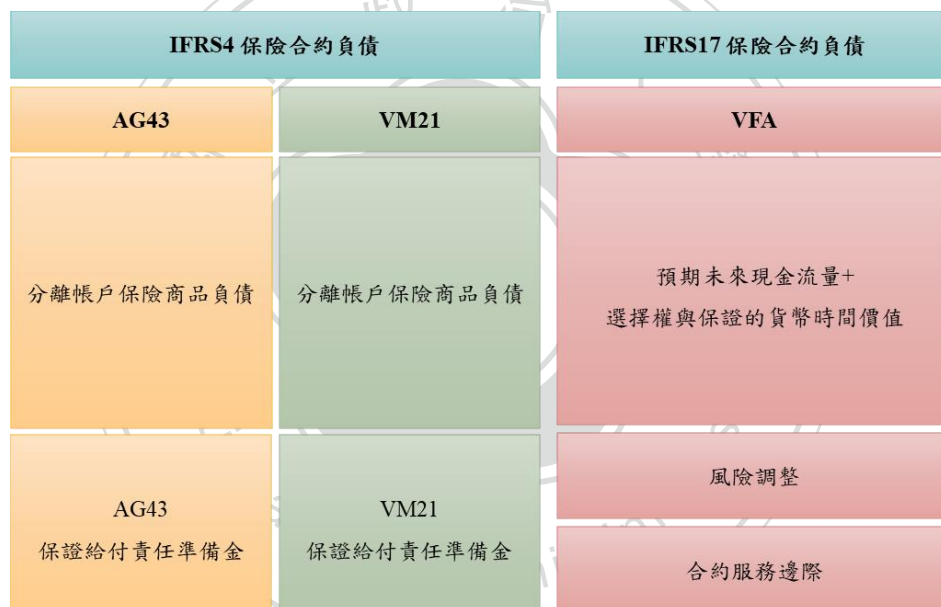 IFRS4 保險合約負債
IFRS17 保險合約負債
AG43
VM21
VFA
分離帳戶保險商品負債
分離帳戶保險商品負債
預期未來現金流量+
選擇權與保證的貨幣時間價值
風險調整
AG43
保證給付責任準備金
VM21
保證給付責任準備金
合約服務邊際